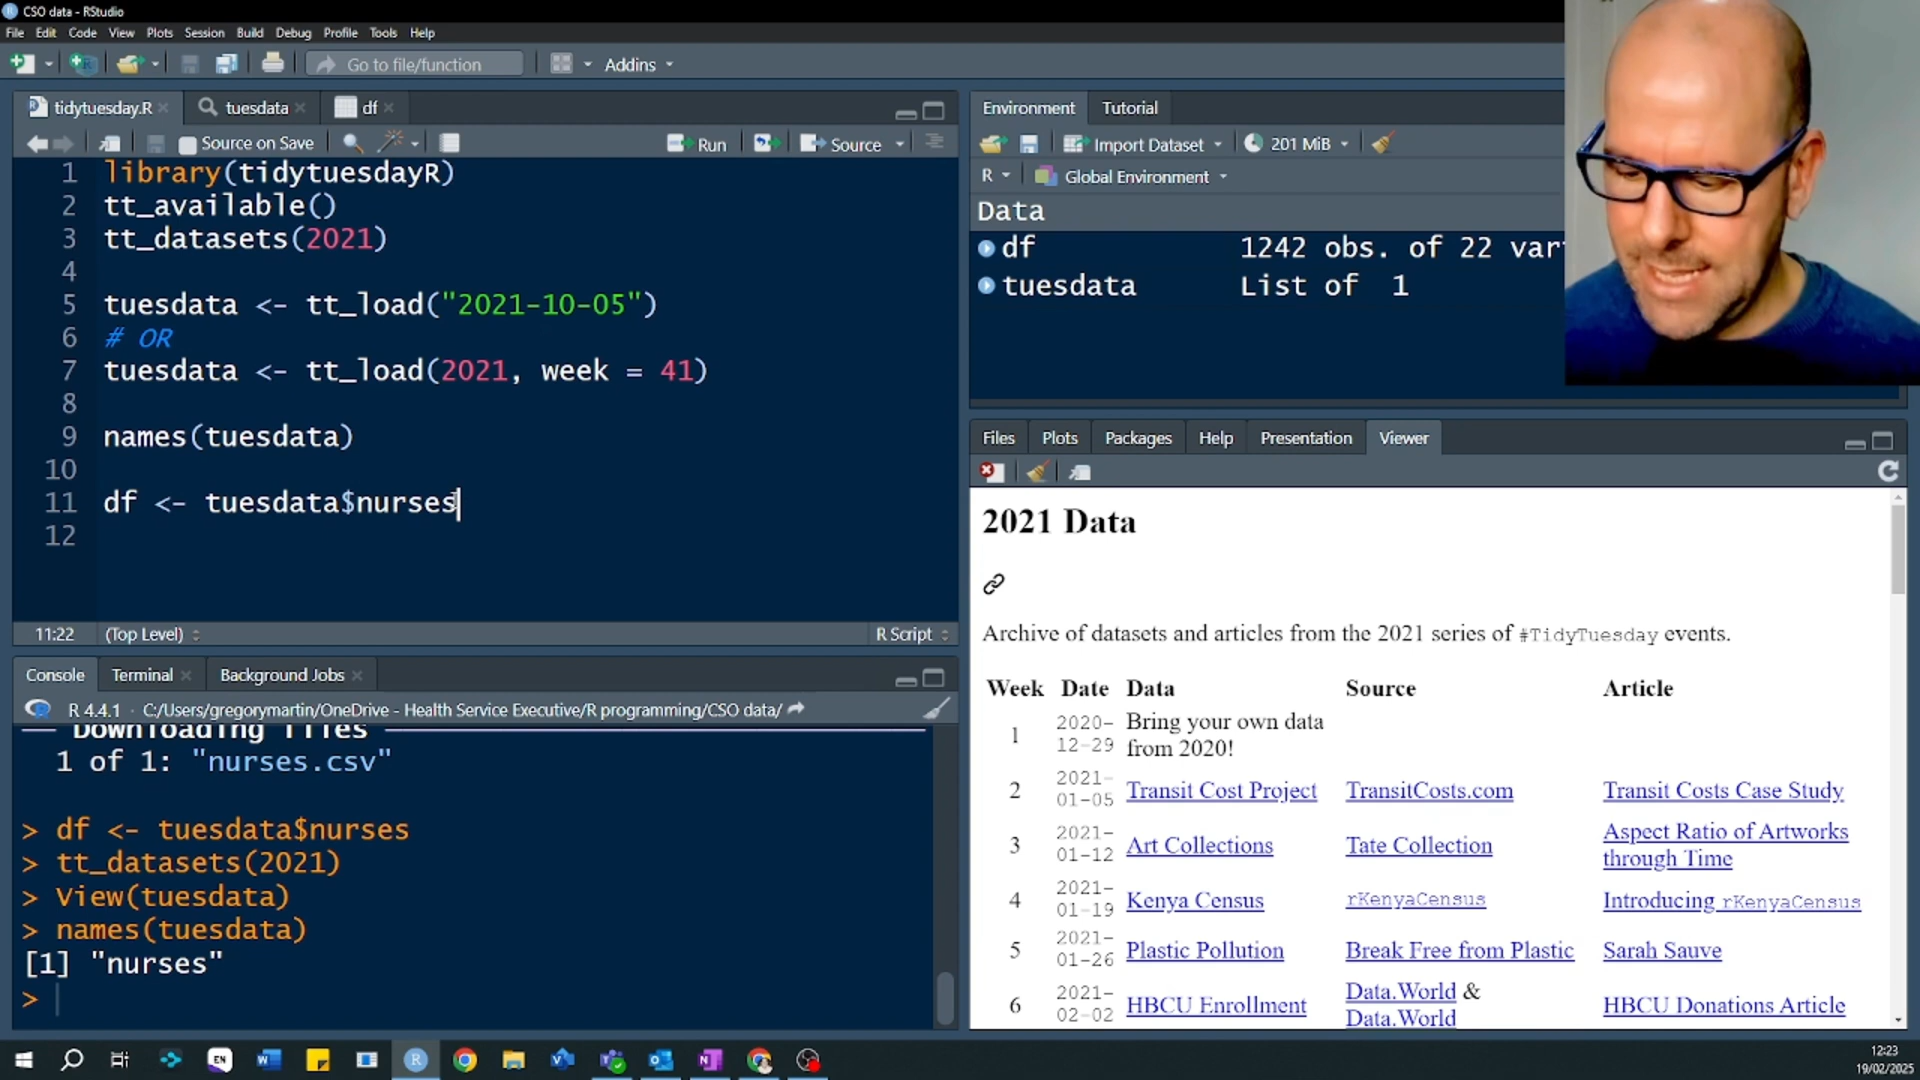 CSO data - RStudio
File Edit Code View Plots Session Build Debug Profile Tools Help
Go to file/function Addins
tidytuesday.R tuesdata df
Source on Save Run Source
1 library(tidytuesdayR)
2 tt_available()
3 tt_datasets(2021)
4
5 tuesdata <- tt_load("2021-10-05")
6 # OR
7 tuesdata <- tt_load(2021, week = 41)
8
9 names(tuesdata)
10
11 df <- tuesdata$nurses
12
11:22 (Top Level) R Script
Console Terminal Background Jobs
R 4.4.1 · C:/Users/gregorymartin/OneDrive - Health Service Executive/R programming/CSO data/
Downloading files
1 of 1: "nurses.csv"
> df <- tuesdata$nurses
> tt_datasets(2021)
> View(tuesdata)
> names(tuesdata)
[1] "nurses"
>
Environment Tutorial
Import Dataset 201 MiB
R Global Environment
Data
df 1242 obs. of 22 var
tuesdata List of 1
Files Plots Packages Help Presentation Viewer
2021 Data
Archive of datasets and articles from the 2021 series of #TidyTuesday events.
Week Date Data Source Article
1 2020-12-29 Bring your own data
from 2020!
2 2021-01-05 Transit Cost Project TransitCosts.com Transit Costs Case Study
3 2021-01-12 Art Collections Tate Collection Aspect Ratio of Artworks
through Time
4 2021-01-19 Kenya Census rKenyaCensus Introducing rKenyaCensus
5 2021-01-26 Plastic Pollution Break Free from Plastic Sarah Sauve
6 2021-02-02 HBCU Enrollment Data.World & HBCU Donations Article
Data.World
EN
12:23
19/02/2025